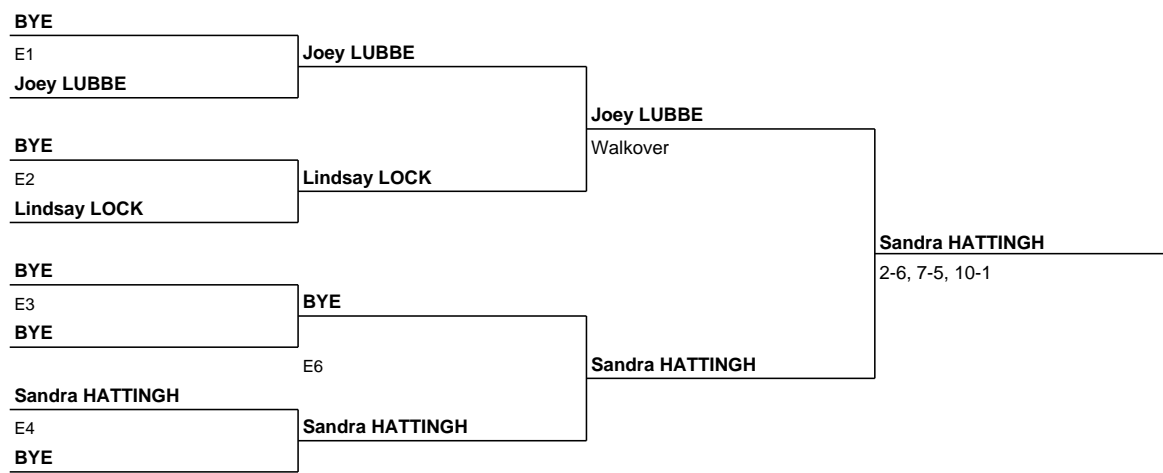 BYE
E1
Joey LUBBE
Joey LUBBE
Joey LUBBE
Walkover
BYE
E2
Lindsay LOCK
Lindsay LOCK
Sandra HATTINGH
2-6, 7-5, 10-1
BYE
E3
BYE
BYE
E6
Sandra HATTINGH
Sandra HATTINGH
E4
Sandra HATTINGH
BYE